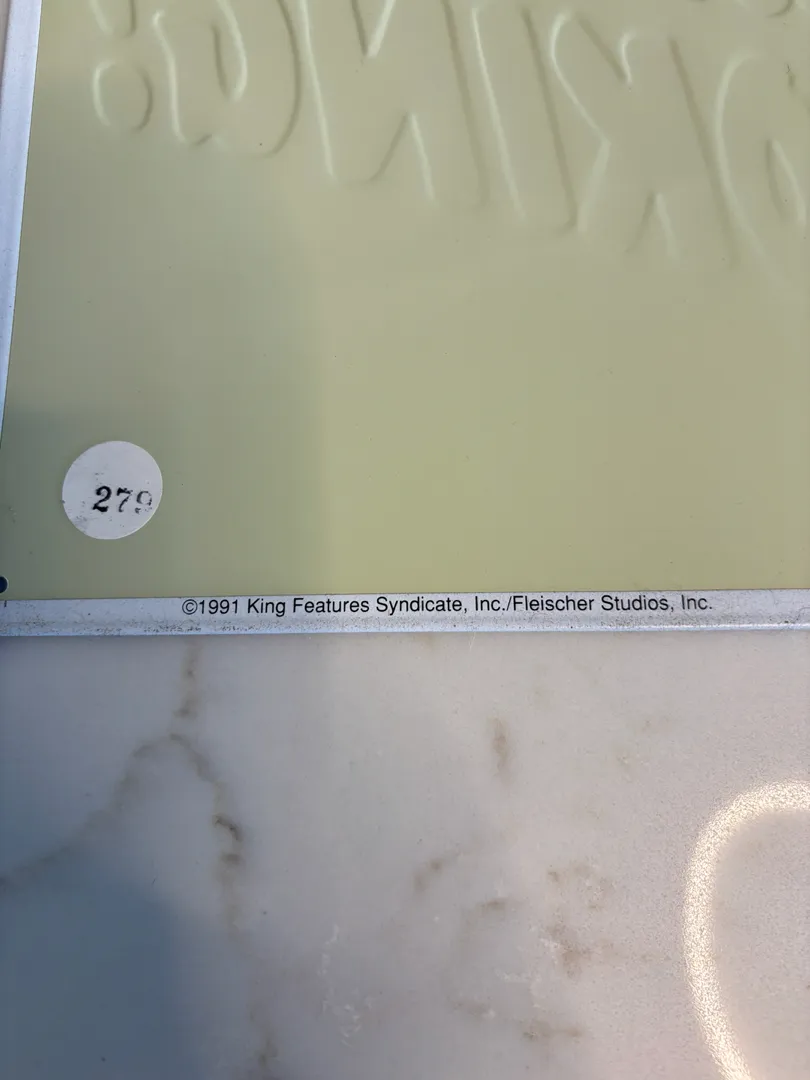 279
©1991 King Features Syndicate, Inc./Fleischer Studios, Inc.